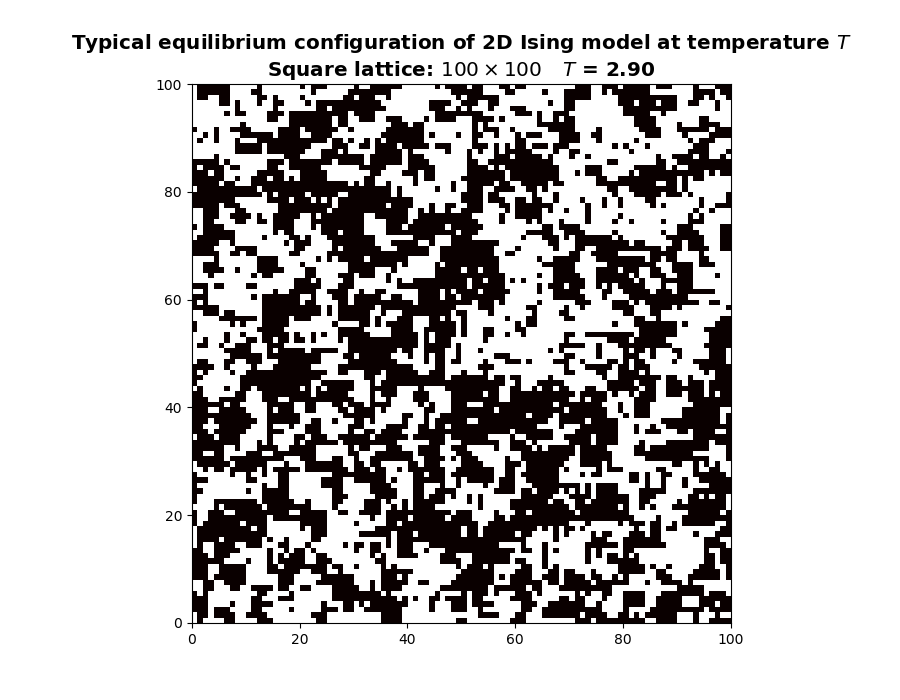 Typical equilibrium configuration of 2D Ising model at temperature T
Square lattice: 100 × 100 T = 2.90
100
80
60
40
20
0
0 20 40 60 80 100